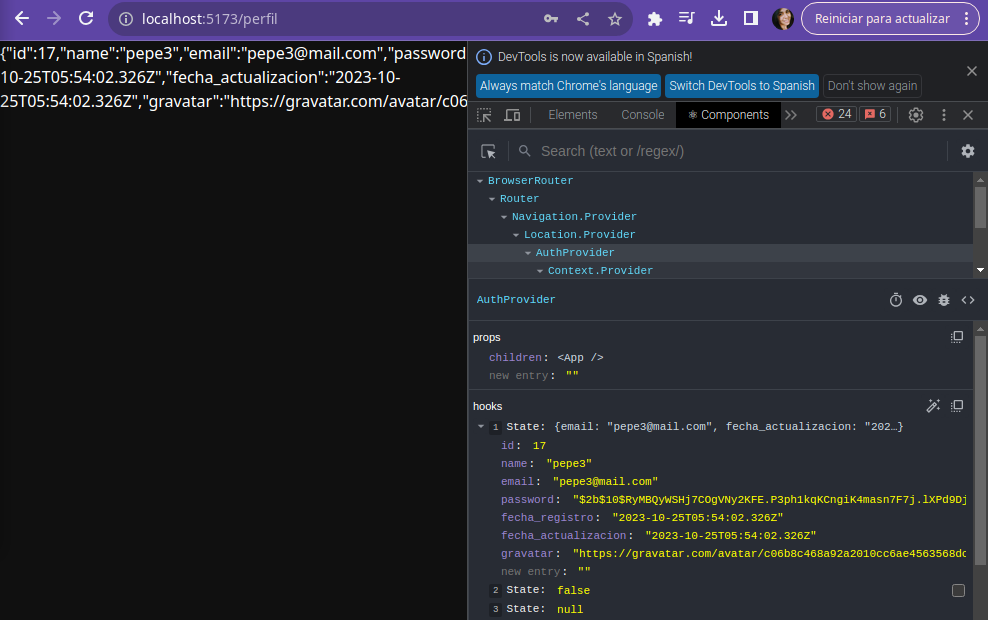 localhost:5173/perfil
Reiniciar para actualizar
{"id":17,"name":"pepe3","email":"pepe3@mail.com","password
10-25T05:54:02.326Z","fecha_actualizacion":"2023-10-
25T05:54:02.326Z","gravatar":"https://gravatar.com/avatar/c06
DevTools is now available in Spanish!
Always match Chrome's language Switch DevTools to Spanish Don't show again
Elements Console Components 24 6
Search (text or /regex/)
BrowserRouter
Router
Navigation.Provider
Location.Provider
AuthProvider
Context.Provider
AuthProvider
props
children: <App />
new entry: ""
hooks
1 State: {email: "pepe3@mail.com", fecha_actualizacion: "202…}
id: 17
name: "pepe3"
email: "pepe3@mail.com"
password: "$2b$10$RyMBQyWSHj7COgVNy2KFE.P3ph1kqKCngiK4masn7F7j.lXPd9Dj
fecha_registro: "2023-10-25T05:54:02.326Z"
fecha_actualizacion: "2023-10-25T05:54:02.326Z"
gravatar: "https://gravatar.com/avatar/c06b8c468a92a2010cc6ae4563568dc
new entry: ""
2 State: false
3 State: null